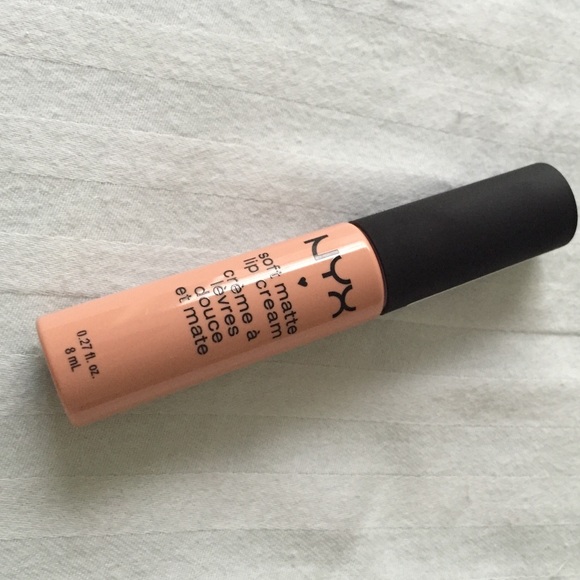 NYX
soft matte
lip cream
crème à
lèvres
douce
et mate
0.27 fl. oz.
8 mL